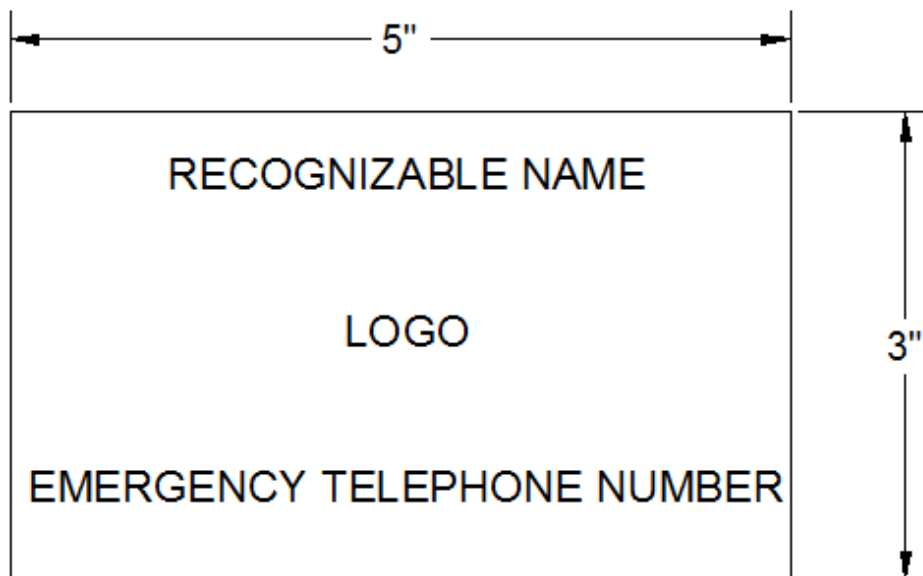 5"
RECOGNIZABLE NAME
LOGO
3"
EMERGENCY TELEPHONE NUMBER